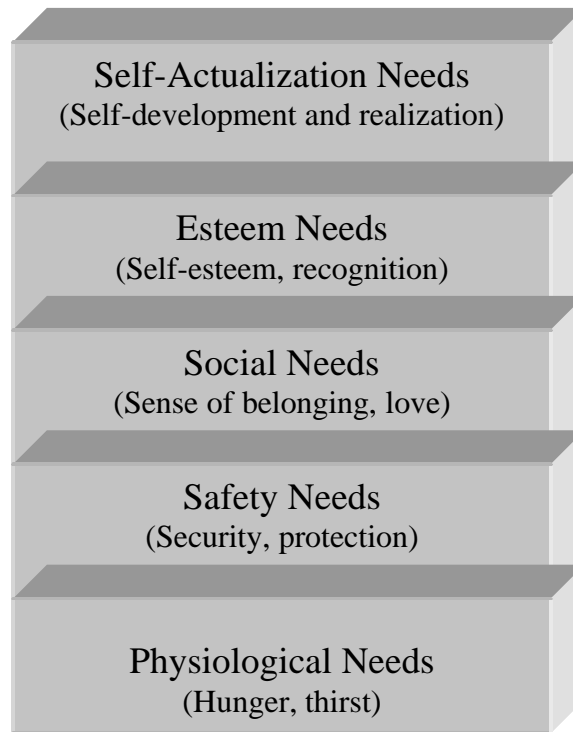 Self-Actualization Needs
(Self-development and realization)
Esteem Needs
(Self-esteem, recognition)
Social Needs
(Sense of belonging, love)
Safety Needs
(Security, protection)
Physiological Needs
(Hunger, thirst)